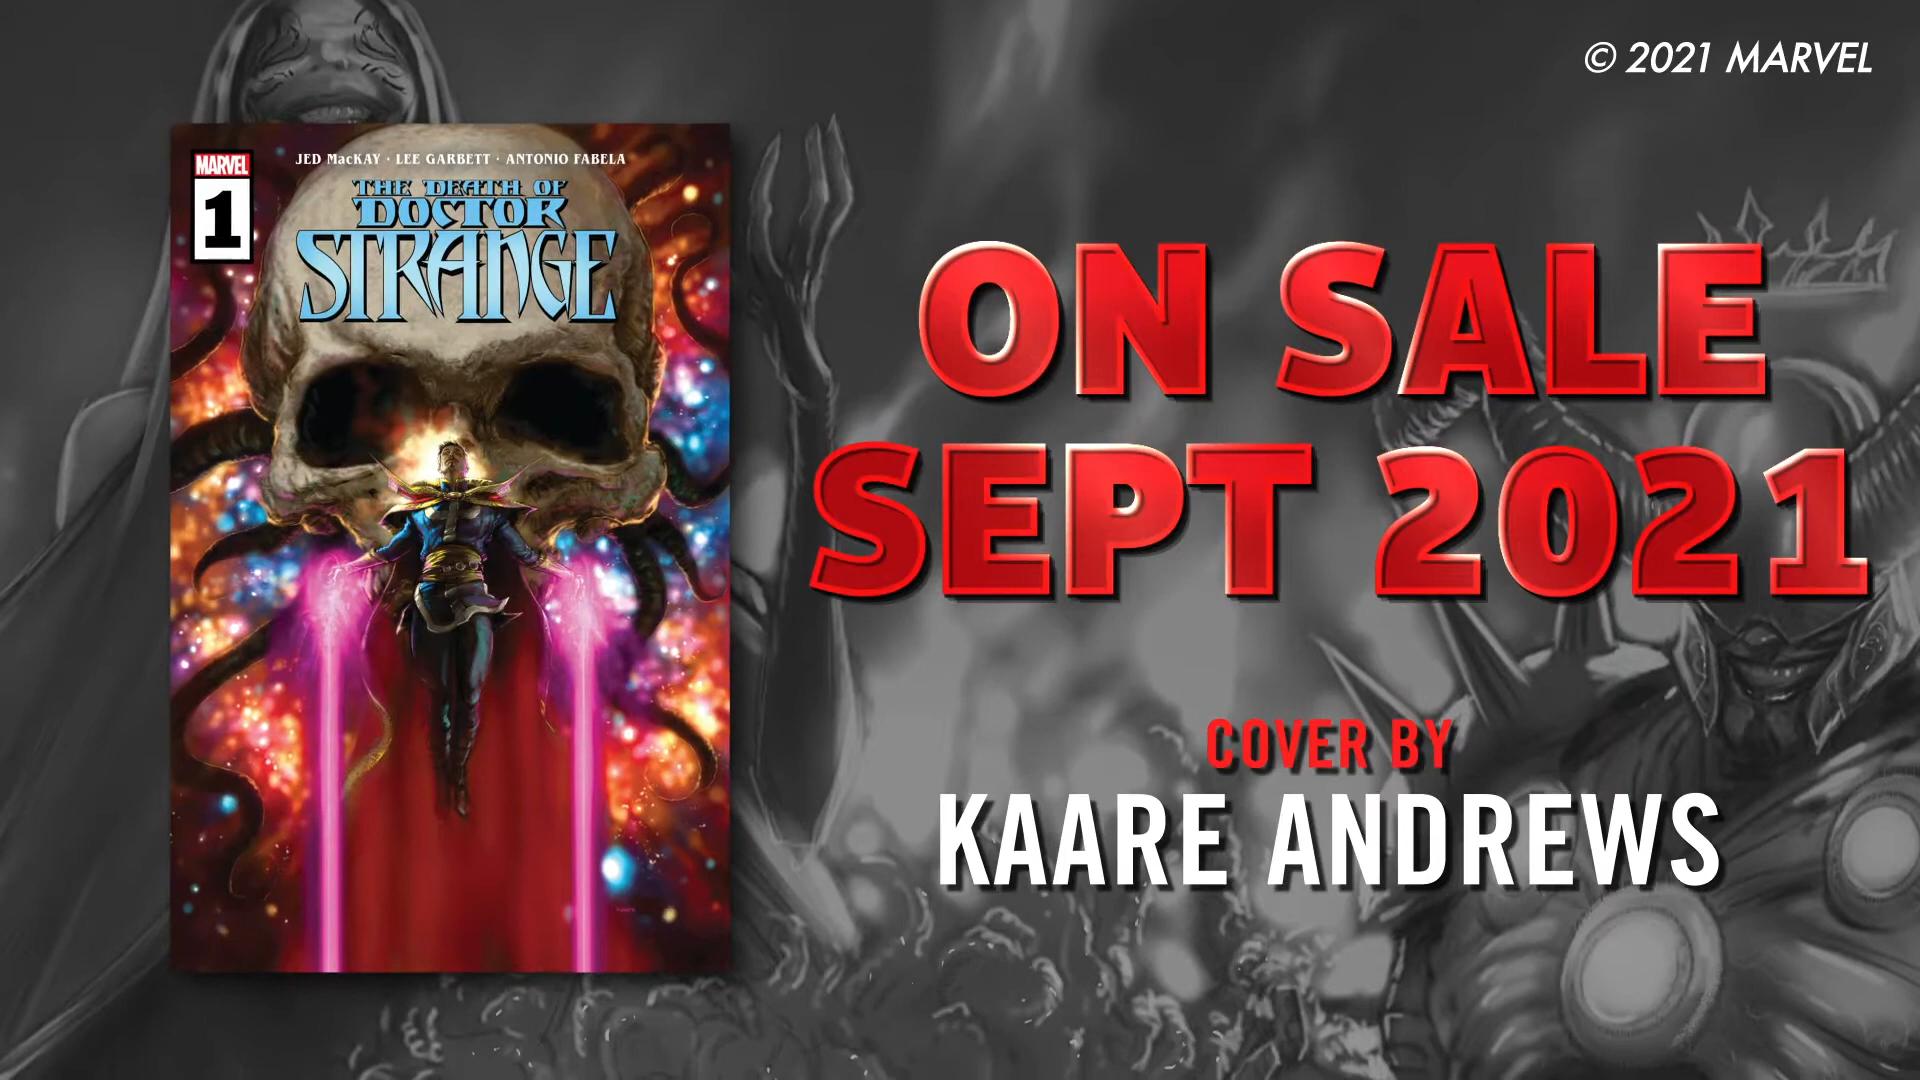 © 2021 MARVEL
MARVEL
1
JED MacKAY · LEE GARBETT · ANTONIO FABELA
THE DEATH OF
DOCTOR
STRANGE
ON SALE
SEPT 2021
COVER BY
KAARE ANDREWS